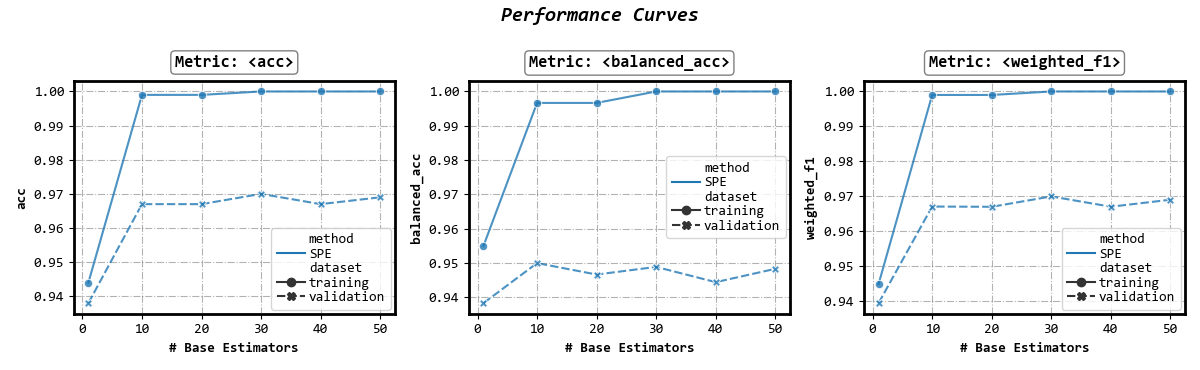 Performance Curves
Metric: <acc>
1.00
0.99
0.98
0.97
0.96
0.95
0.94
acc
method
SPE
dataset
training
validation
0 10 20 30 40 50
# Base Estimators
Metric: <balanced_acc>
1.00
0.99
0.98
0.97
0.96
0.95
0.94
balanced_acc
method
SPE
dataset
training
validation
0 10 20 30 40 50
# Base Estimators
Metric: <weighted_f1>
1.00
0.99
0.98
0.97
0.96
0.95
0.94
weighted_f1
method
SPE
dataset
training
validation
0 10 20 30 40 50
# Base Estimators